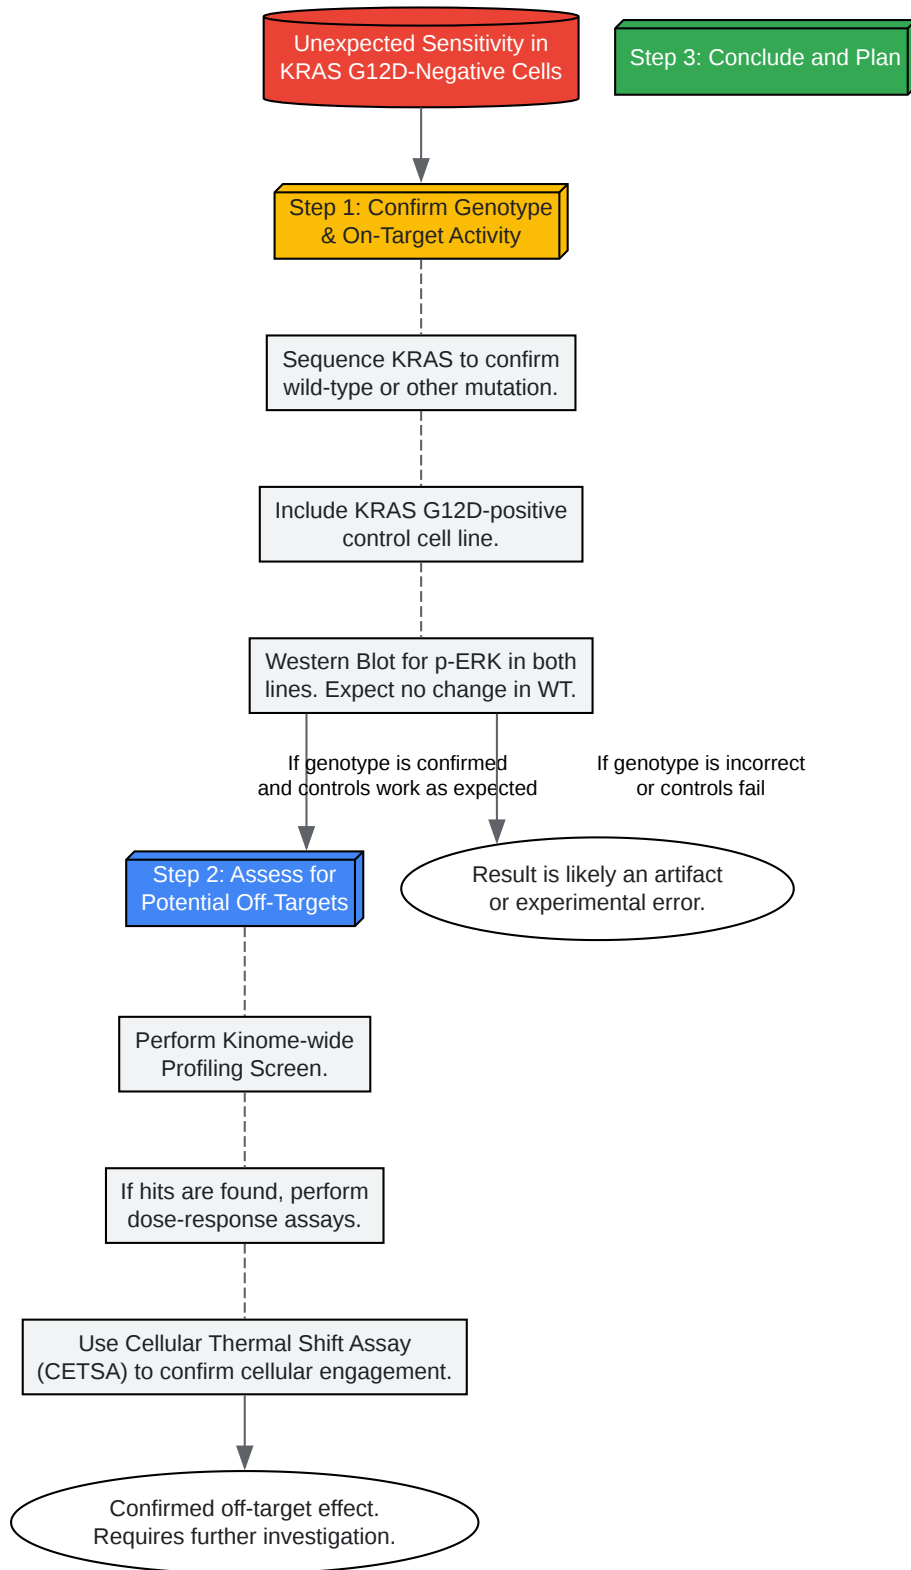 Unexpected Sensitivity in
KRAS G12D-Negative Cells
Step 3: Conclude and Plan
Step 1: Confirm Genotype
& On-Target Activity
Sequence KRAS to confirm
wild-type or other mutation.
Include KRAS G12D-positive
control cell line.
Western Blot for p-ERK in both
lines. Expect no change in WT.
If genotype is confirmed
and controls work as expected
If genotype is incorrect
or controls fail
Step 2: Assess for
Potential Off-Targets
Result is likely an artifact
or experimental error.
Perform Kinome-wide
Profiling Screen.
If hits are found, perform
dose-response assays.
Use Cellular Thermal Shift Assay
(CETSA) to confirm cellular engagement.
Confirmed off-target effect.
Requires further investigation.